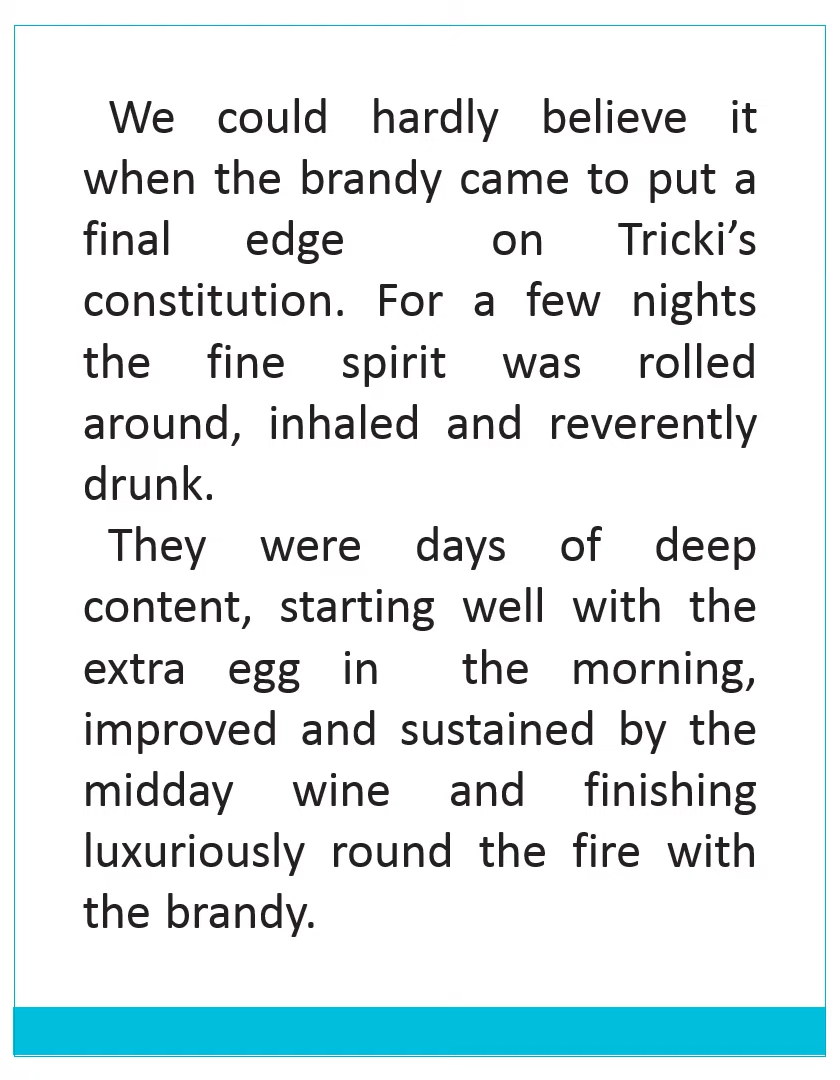 We could hardly believe it
when the brandy came to put a
final edge on Tricki’s
constitution. For a few nights
the fine spirit was rolled
around, inhaled and reverently
drunk.
They were days of deep
content, starting well with the
extra egg in the morning,
improved and sustained by the
midday wine and finishing
luxuriously round the fire with
the brandy.